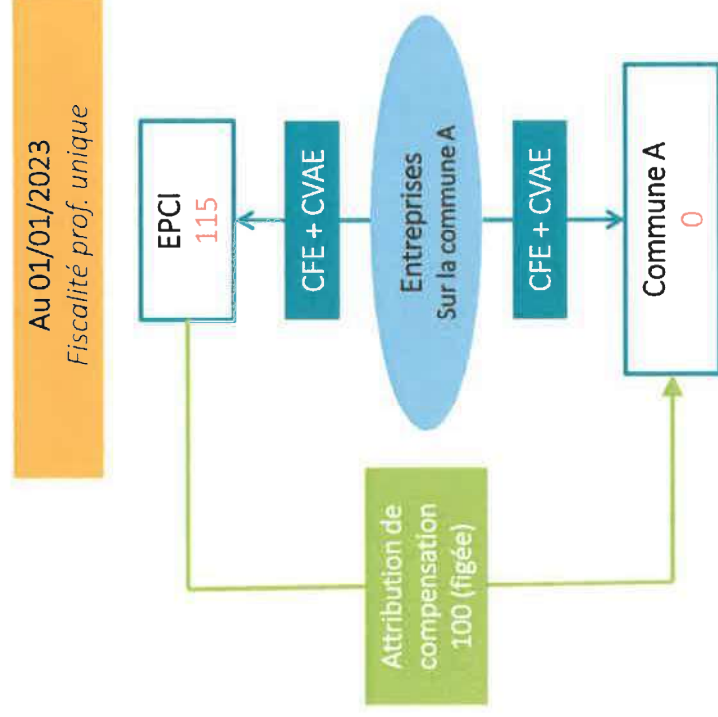 Au 01/01/2023
Fiscalité prof. unique
EPCI
115
CFE + CVAE
Entreprises
Sur la commune A
CFE + CVAE
Commune A
0
Attribution de
compensation
100 (figée)